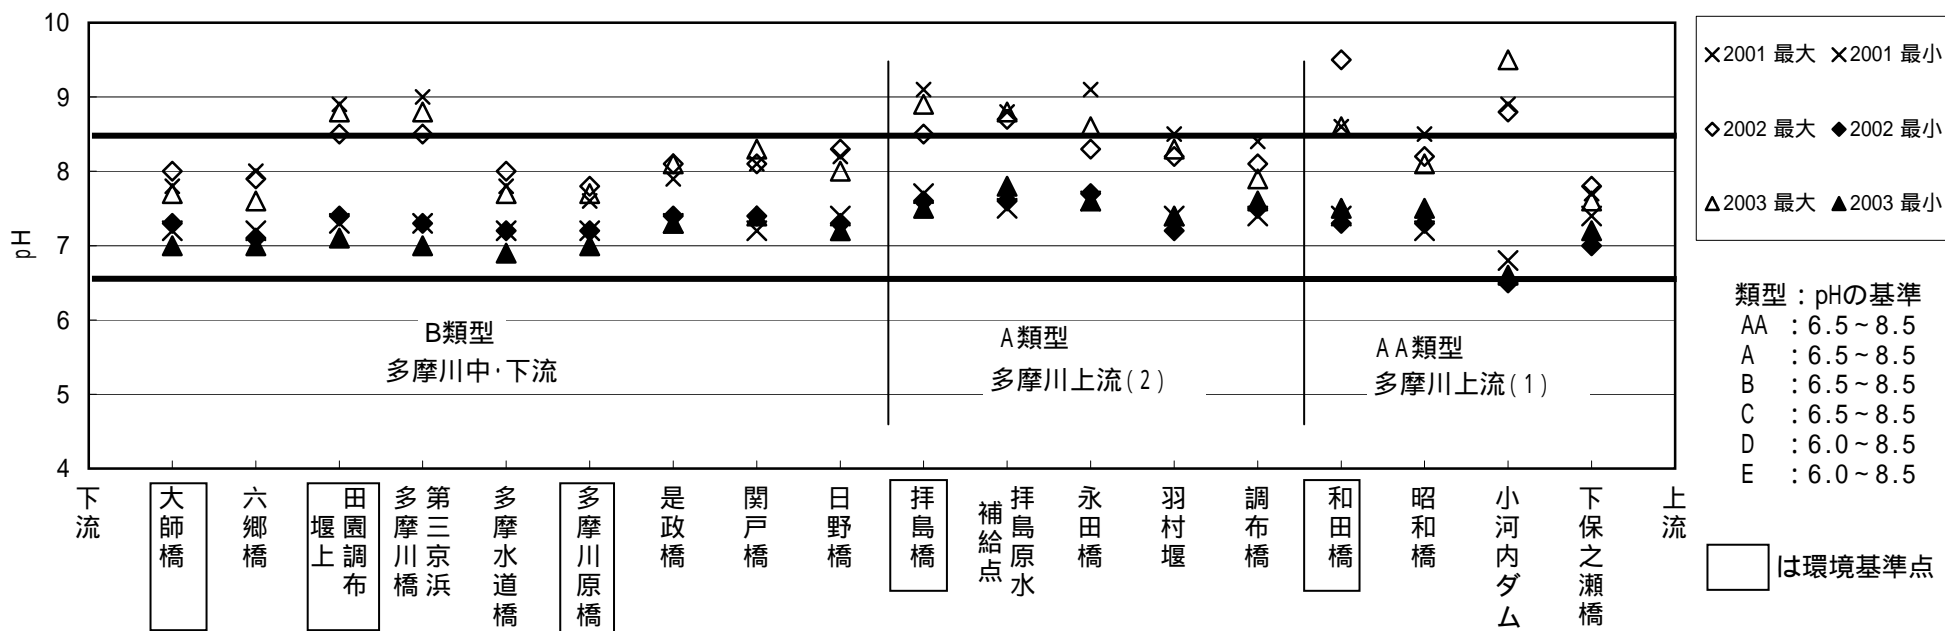 10
9
8
7
6
5
4
pH
B類型
多摩川中・下流
A類型
多摩川上流(2)
AA類型
多摩川上流(1)
下流
大師橋
六郷橋
田園調布
堰上
第三京浜
多摩川橋
多摩水道橋
多摩川原橋
是政橋
関戸橋
日野橋
拝島橋
拝島原水
補給点
永田橋
羽村堰
調布橋
和田橋
昭和橋
小河内ダム
下保之瀬橋
上流
×2001 最大 ×2001 最小
◇2002 最大 ◆2002 最小
△2003 最大 ▲2003 最小
類型：pHの基準
AA ：6.5~8.5
A ：6.5~8.5
B ：6.5~8.5
C ：6.5~8.5
D ：6.0~8.5
E ：6.0~8.5
は環境基準点